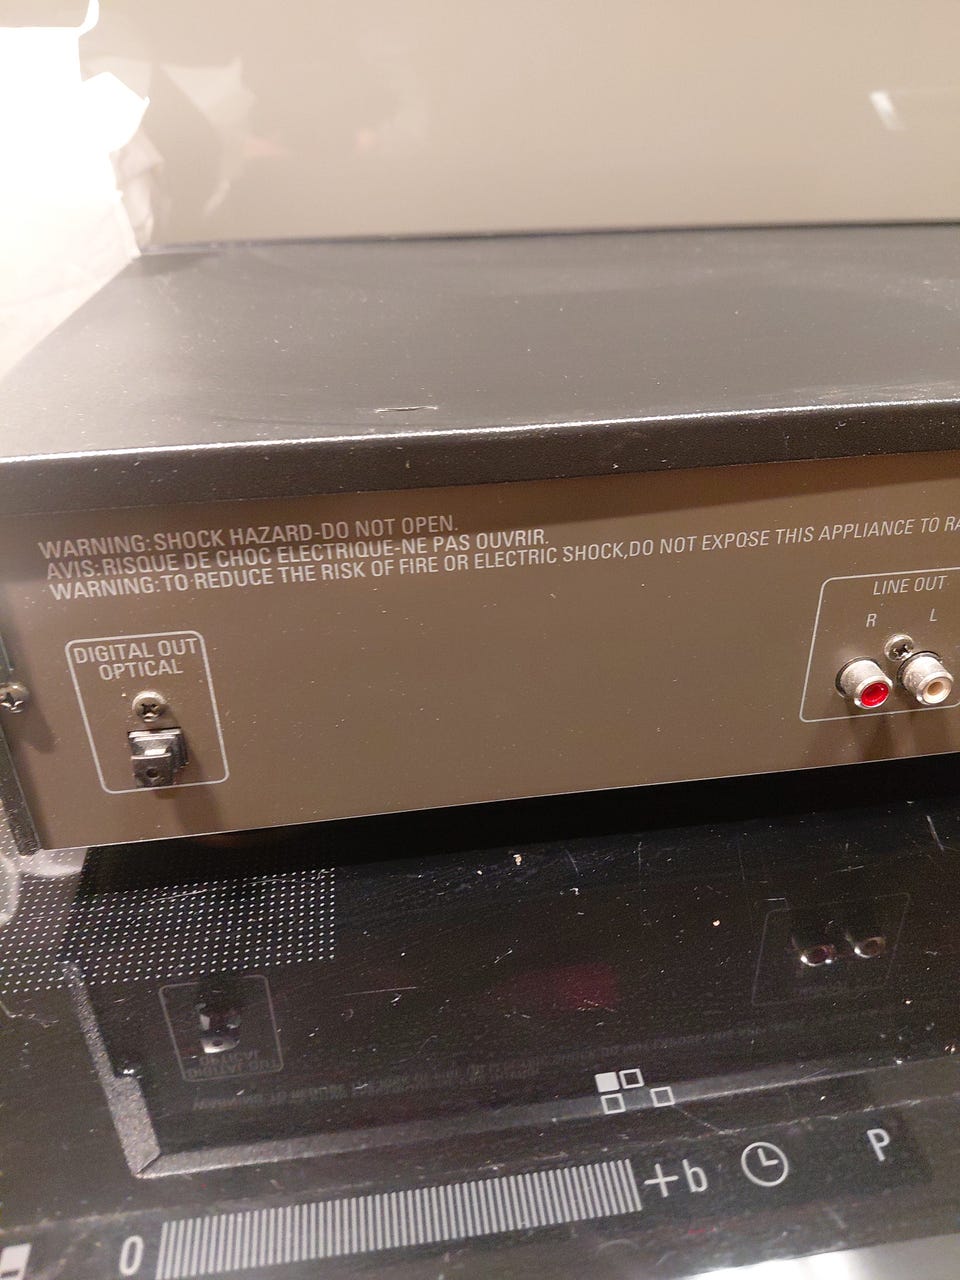 WARNING:SHOCK HAZARD-DO NOT OPEN.
AVIS:RISQUE DE CHOC ELECTRIQUE-NE PAS OUVRIR.
WARNING:TO REDUCE THE RISK OF FIRE OR ELECTRIC SHOCK,DO NOT EXPOSE THIS APPLIANCE TO
LINE OUT
R L
DIGITAL OUT
OPTICAL
0 +b P